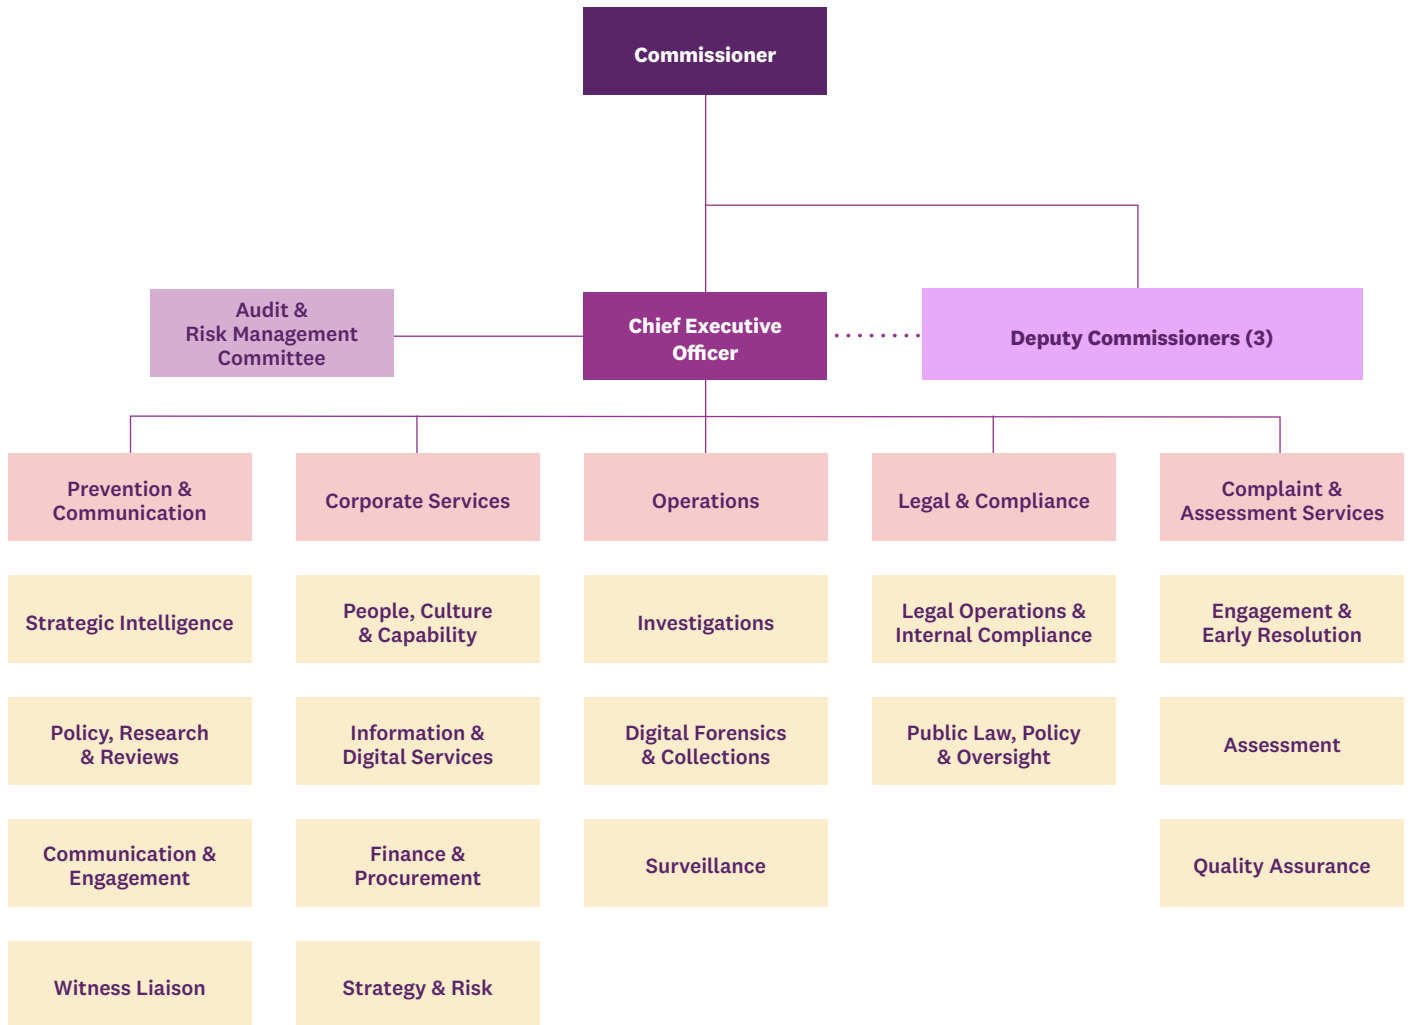 Commissioner
Audit &
Risk Management
Committee
Chief Executive
Officer
Deputy Commissioners (3)
Prevention &
Communication
Corporate Services
Operations
Legal & Compliance
Complaint &
Assessment Services
Strategic Intelligence
People, Culture
& Capability
Investigations
Legal Operations &
Internal Compliance
Engagement &
Early Resolution
Policy, Research
& Reviews
Information &
Digital Services
Digital Forensics
& Collections
Public Law, Policy
& Oversight
Assessment
Communication &
Engagement
Finance &
Procurement
Surveillance
Quality Assurance
Witness Liaison
Strategy & Risk